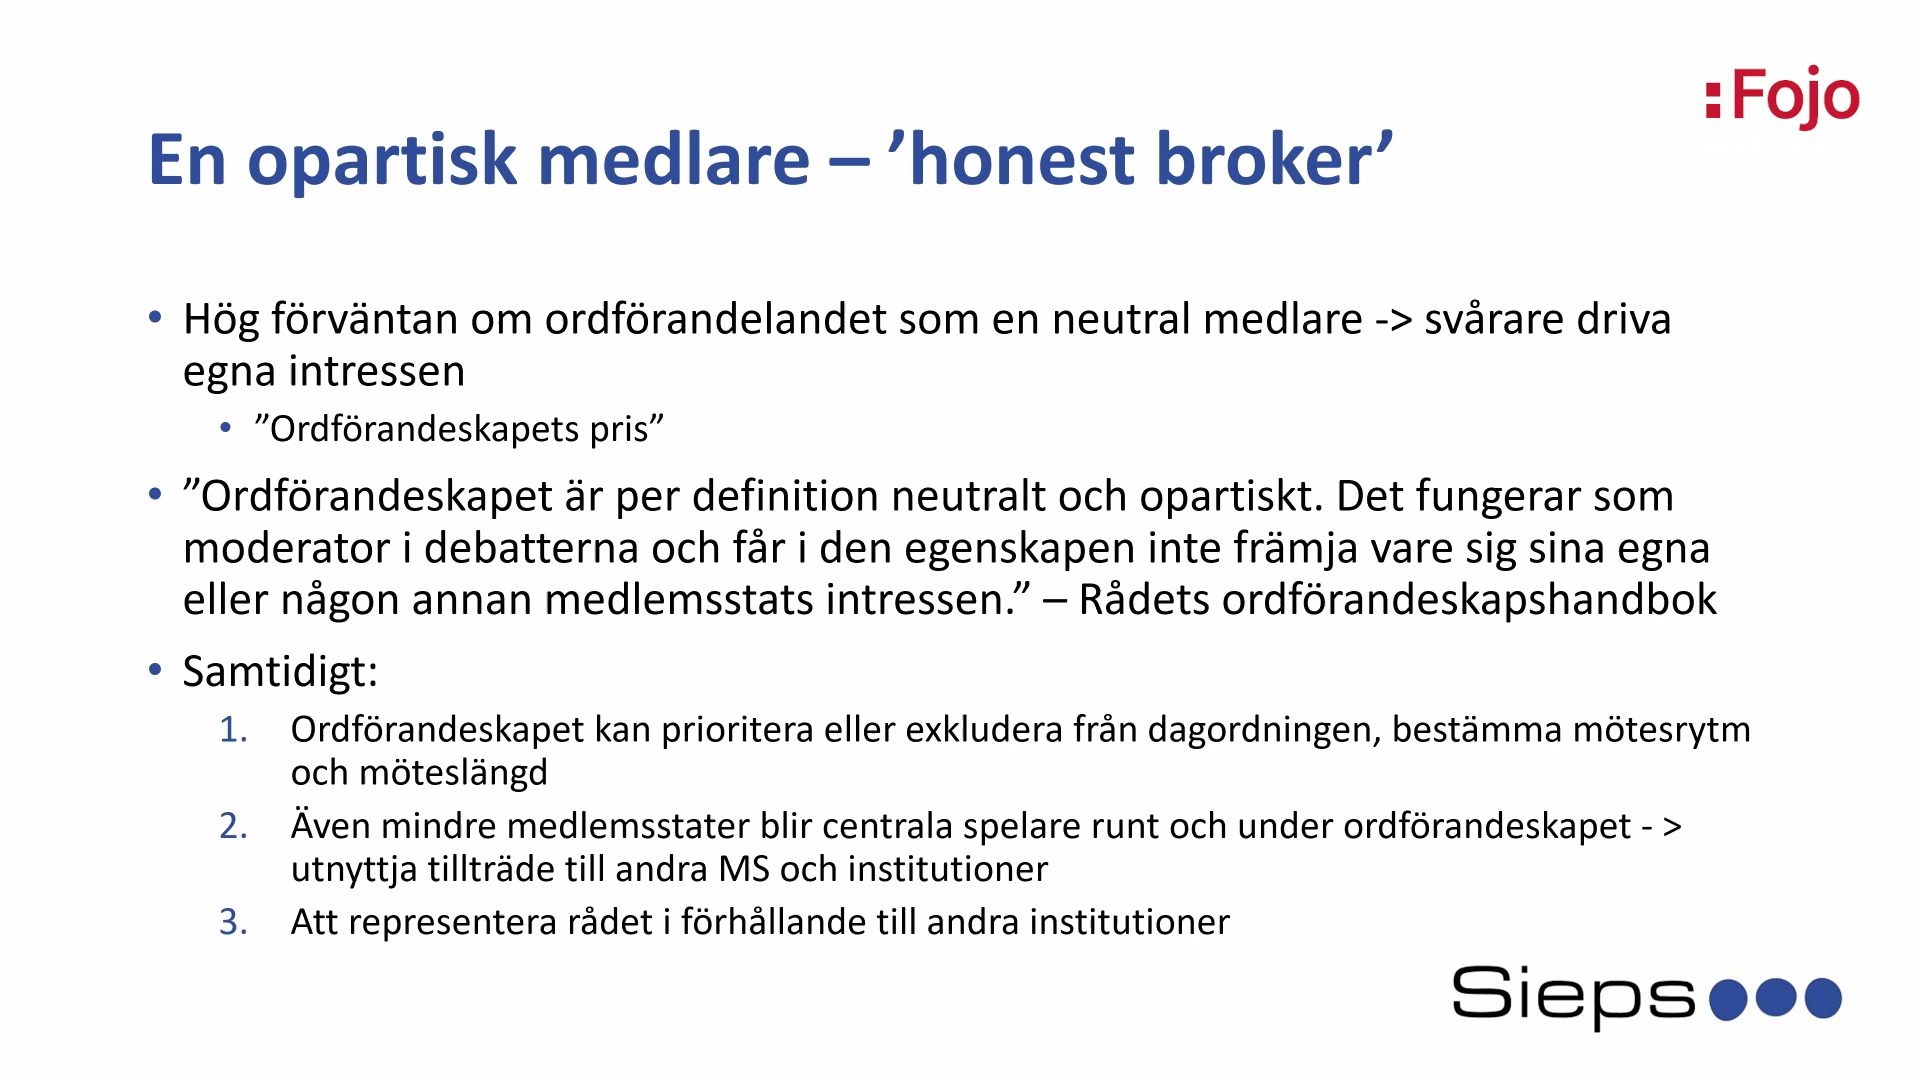 :Fojo
En opartisk medlare – ’honest broker’
• Hög förväntan om ordförandelandet som en neutral medlare -> svårare driva
egna intressen
• ”Ordförandeskapets pris”
• ”Ordförandeskapet är per definition neutralt och opartiskt. Det fungerar som
moderator i debatterna och får i den egenskapen inte främja vare sig sina egna
eller någon annan medlemsstats intressen.” – Rådets ordförandeskapshandbok
• Samtidigt:
1. Ordförandeskapet kan prioritera eller exkludera från dagordningen, bestämma mötesrytm
och möteslängd
2. Även mindre medlemsstater blir centrala spelare runt och under ordförandeskapet - >
utnyttja tillträde till andra MS och institutioner
3. Att representera rådet i förhållande till andra institutioner
Sieps